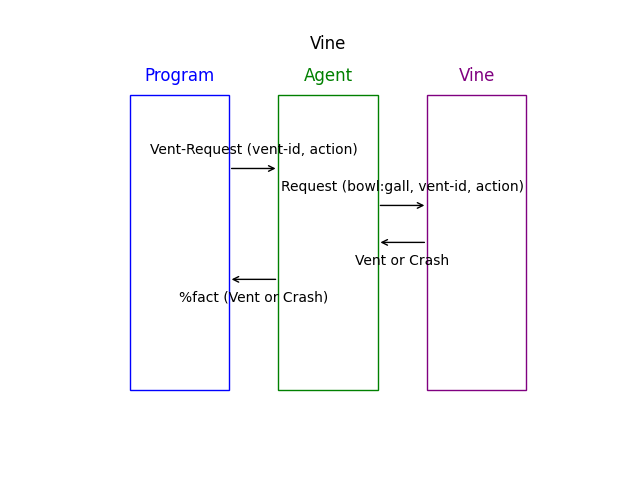 Vine
Program
Agent
Vine
Vent-Request (vent-id, action)
Request (bowl:gall, vent-id, action)
Vent or Crash
%fact (Vent or Crash)